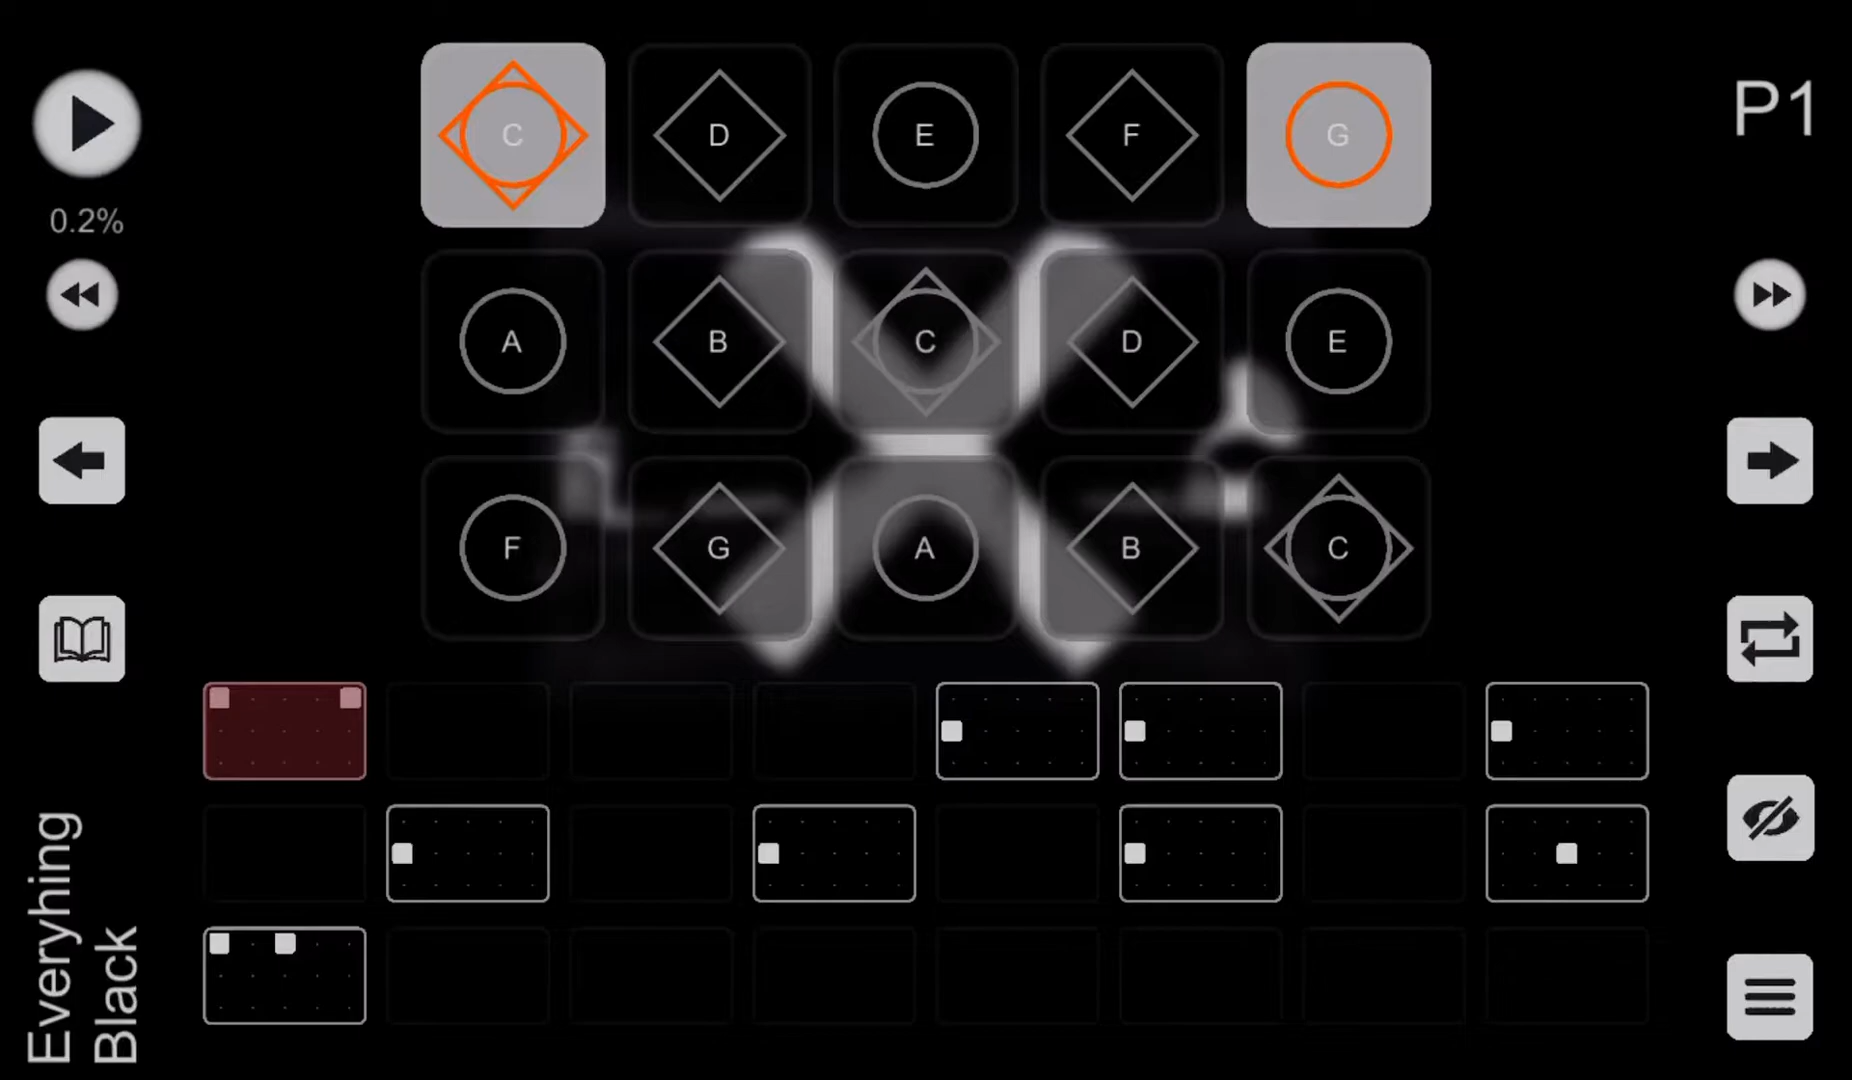 C D E F G
P1
0.2%
A B C D E
F G A B C
Everyhing
Black